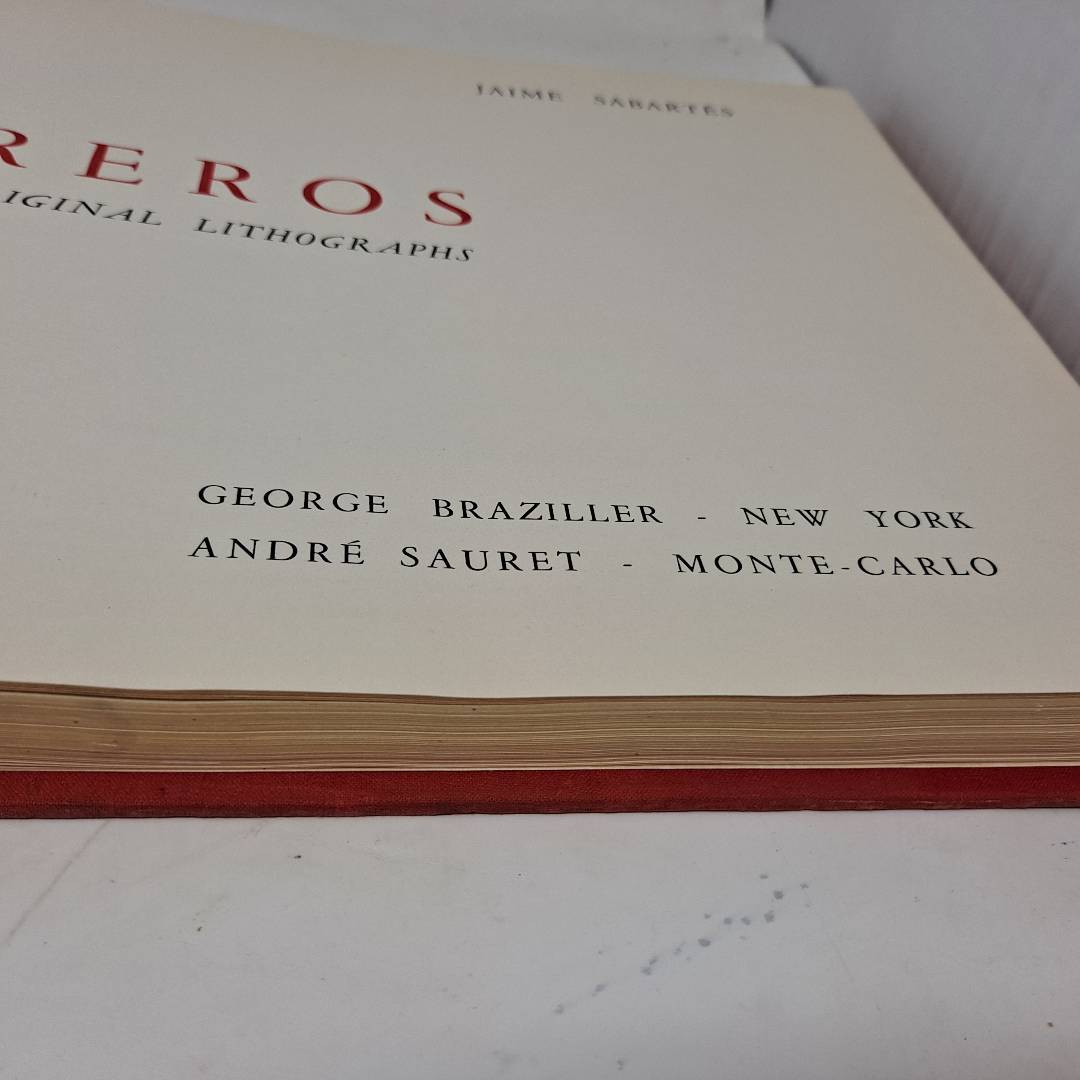 JAIME SABARTÉS
REROS
IGINAL LITHOGRAPHS
GEORGE BRAZILLER - NEW YORK
ANDRÉ SAURET - MONTE-CARLO